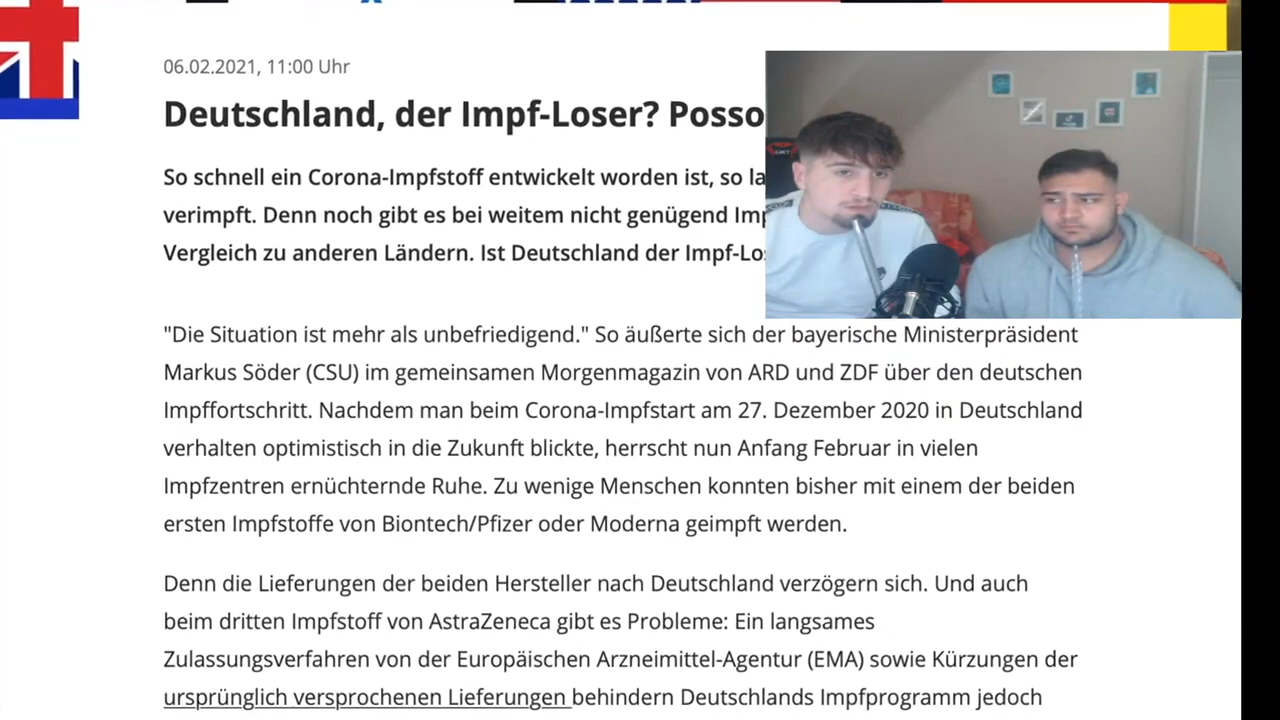 06.02.2021, 11:00 Uhr
Deutschland, der Impf-Loser? Posso
So schnell ein Corona-Impfstoff entwickelt worden ist, so la
verimpft. Denn noch gibt es bei weitem nicht genügend Imp
Vergleich zu anderen Ländern. Ist Deutschland der Impf-Lo
"Die Situation ist mehr als unbefriedigend." So äußerte sich der bayerische Ministerpräsident
Markus Söder (CSU) im gemeinsamen Morgenmagazin von ARD und ZDF über den deutschen
Impffortschritt. Nachdem man beim Corona-Impfstart am 27. Dezember 2020 in Deutschland
verhalten optimistisch in die Zukunft blickte, herrscht nun Anfang Februar in vielen
Impfzentren ernüchternde Ruhe. Zu wenige Menschen konnten bisher mit einem der beiden
ersten Impfstoffe von Biontech/Pfizer oder Moderna geimpft werden.
Denn die Lieferungen der beiden Hersteller nach Deutschland verzögern sich. Und auch
beim dritten Impfstoff von AstraZeneca gibt es Probleme: Ein langsames
Zulassungsverfahren von der Europäischen Arzneimittel-Agentur (EMA) sowie Kürzungen der
ursprünglich versprochenen Lieferungen behindern Deutschlands Impfprogramm jedoch